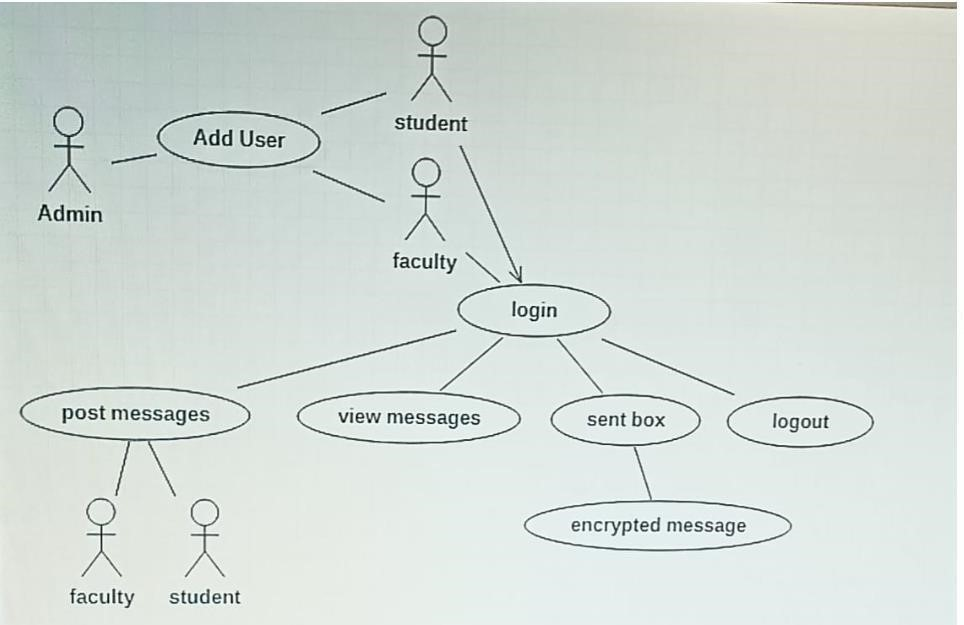 student
Add User
Admin
faculty
login
post messages
view messages
sent box
logout
encrypted message
faculty
student